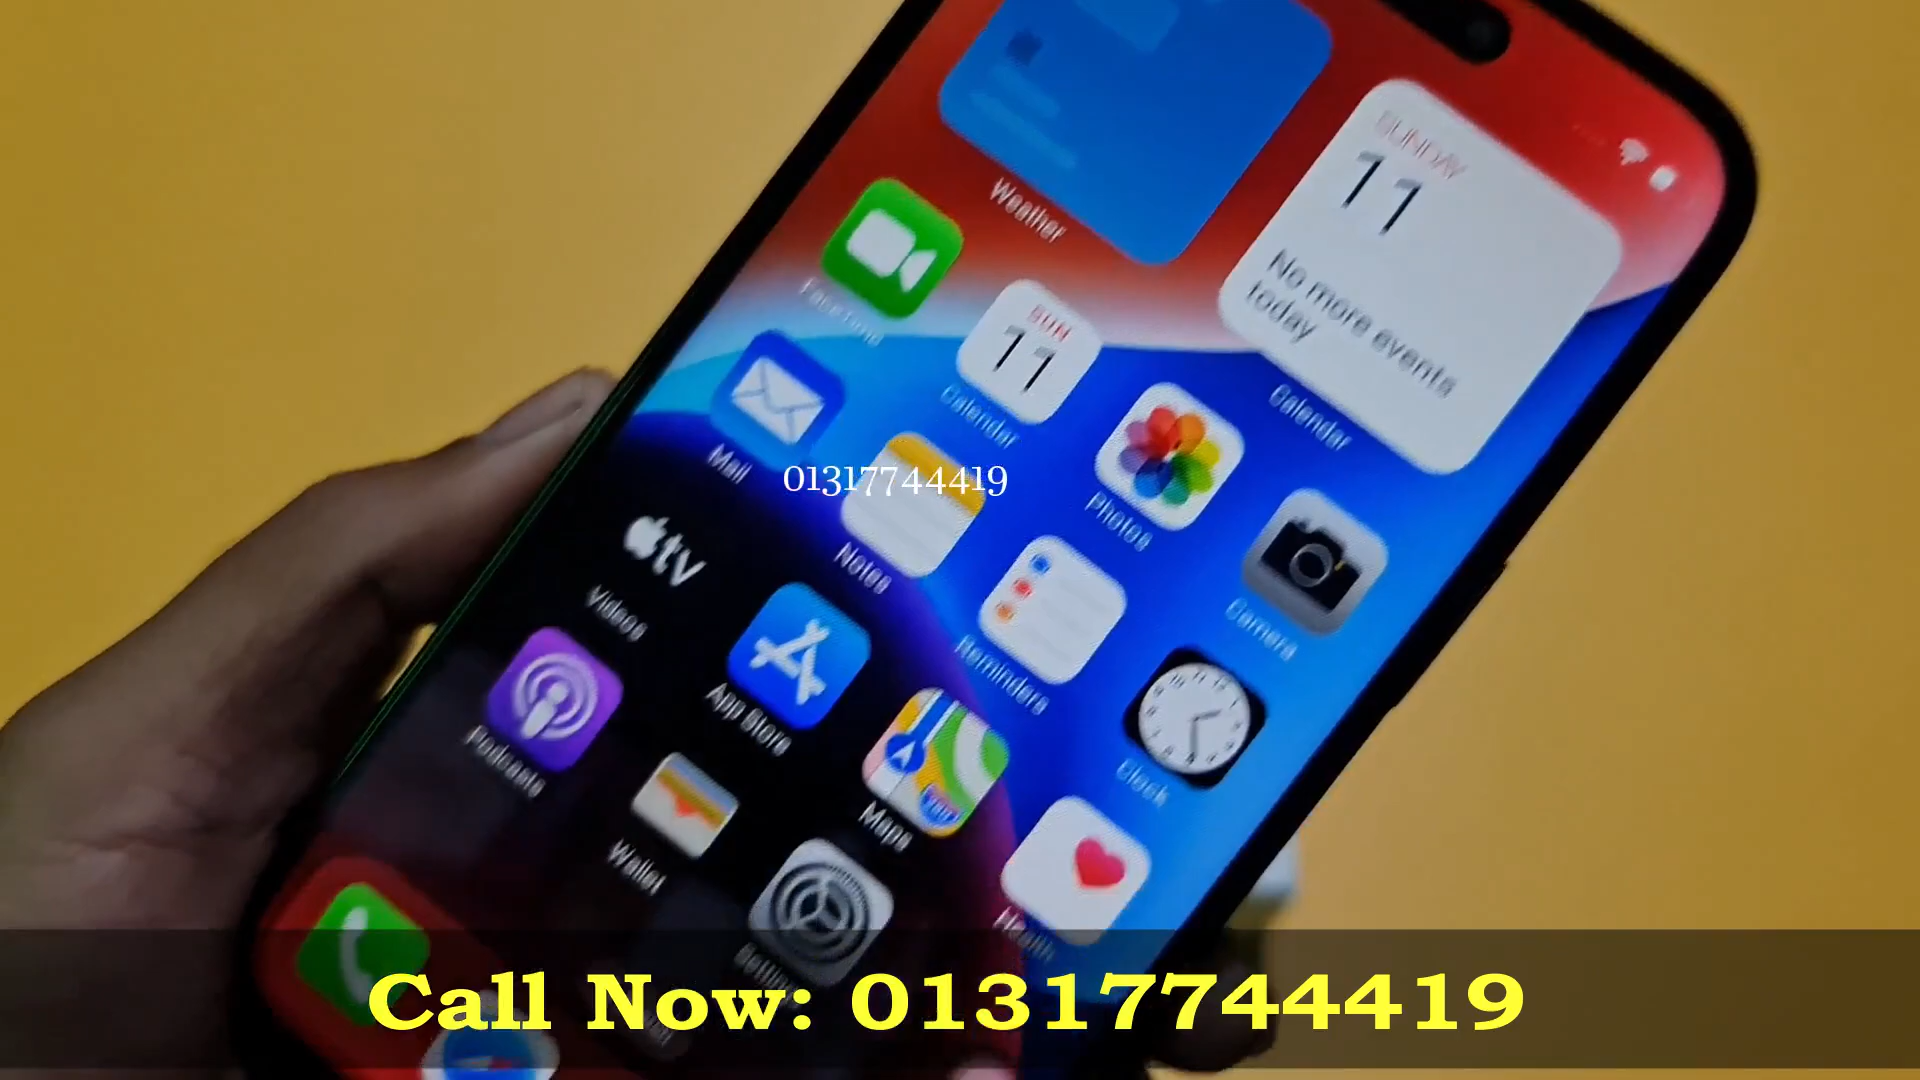 Weather
SUNDAY
11
No more events
today
Calendar
FaceTime
SUN
11
Calendar
Photos
Camera
Mail
Notes
Reminders
Clock
tv
Videos
App Store
Maps
Health
Podcasts
Wallet
Settings
01317744419
Call Now: 01317744419